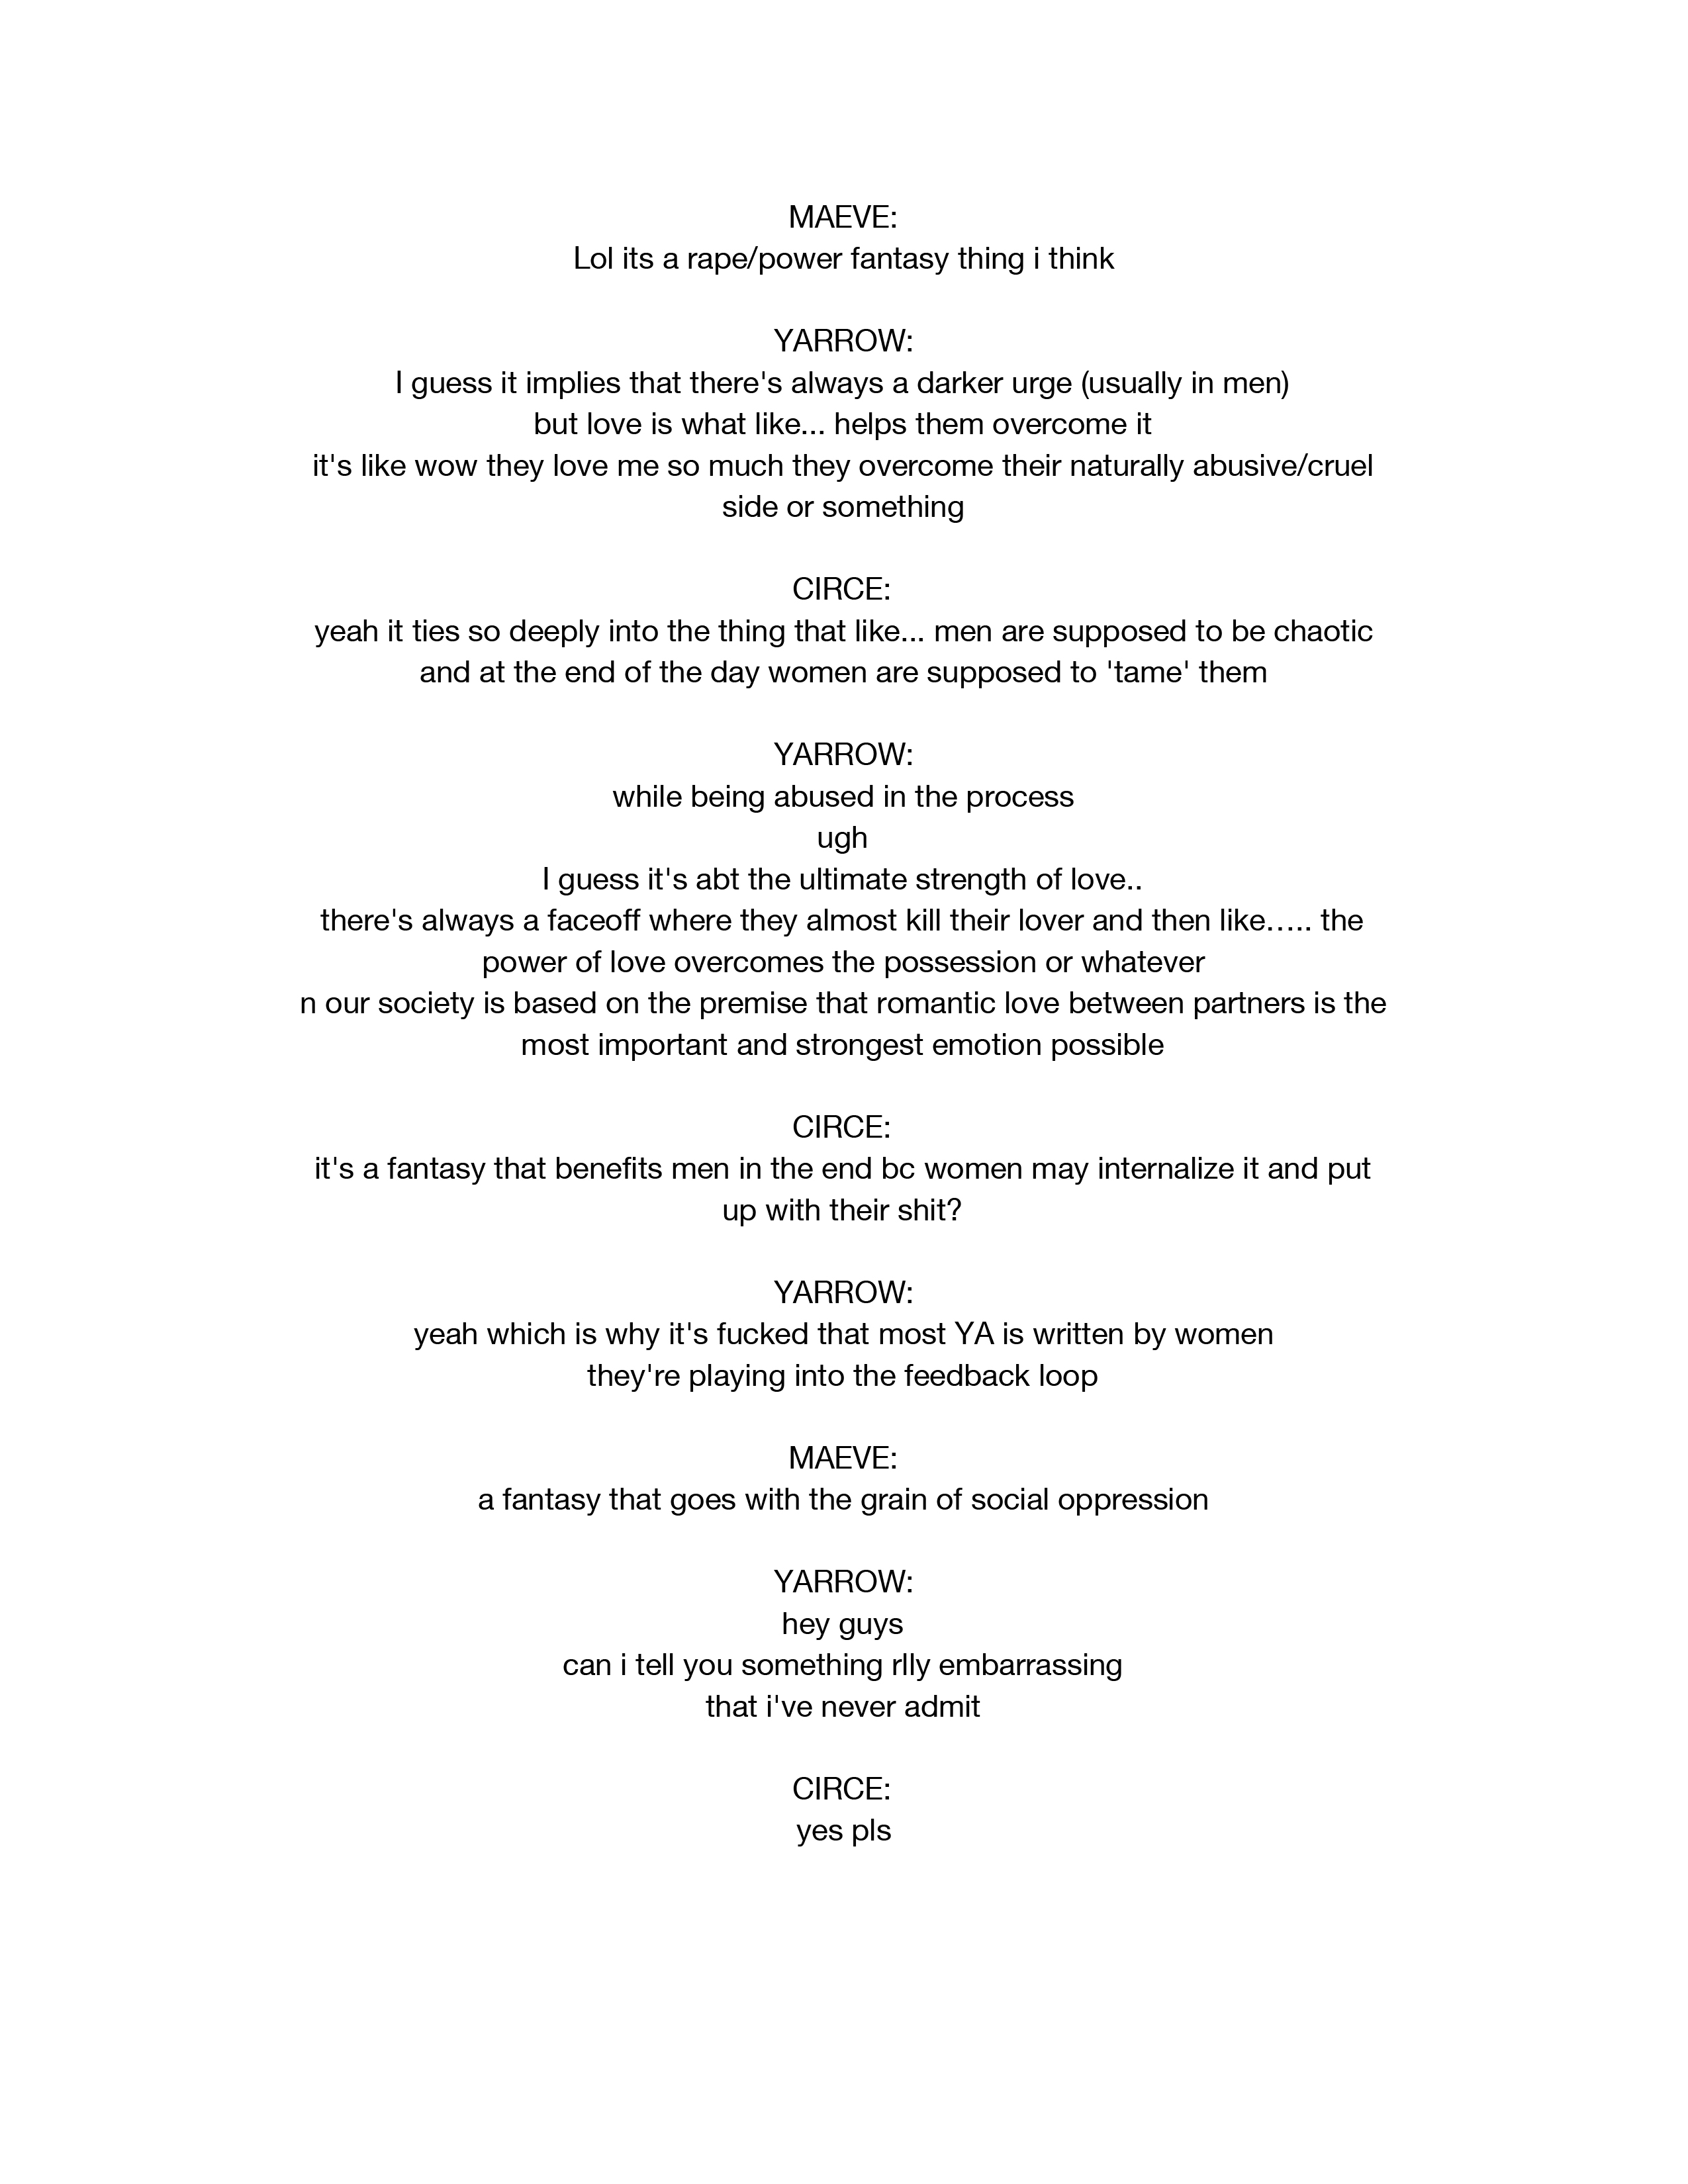 MAEVE:
Lol its a rape/power fantasy thing i think
YARROW:
I guess it implies that there's always a darker urge (usually in men)
but love is what like... helps them overcome it
it's like wow they love me so much they overcome their naturally abusive/cruel
side or something
CIRCE:
yeah it ties so deeply into the thing that like... men are supposed to be chaotic
and at the end of the day women are supposed to 'tame' them
YARROW:
while being abused in the process
ugh
I guess it's abt the ultimate strength of love..
there's always a faceoff where they almost kill their lover and then like..... the
power of love overcomes the possession or whatever
n our society is based on the premise that romantic love between partners is the
most important and strongest emotion possible
CIRCE:
it's a fantasy that benefits men in the end bc women may internalize it and put
up with their shit?
YARROW:
yeah which is why it's fucked that most YA is written by women
they're playing into the feedback loop
MAEVE:
a fantasy that goes with the grain of social oppression
YARROW:
hey guys
can i tell you something rlly embarrassing
that i've never admit
CIRCE:
yes pls